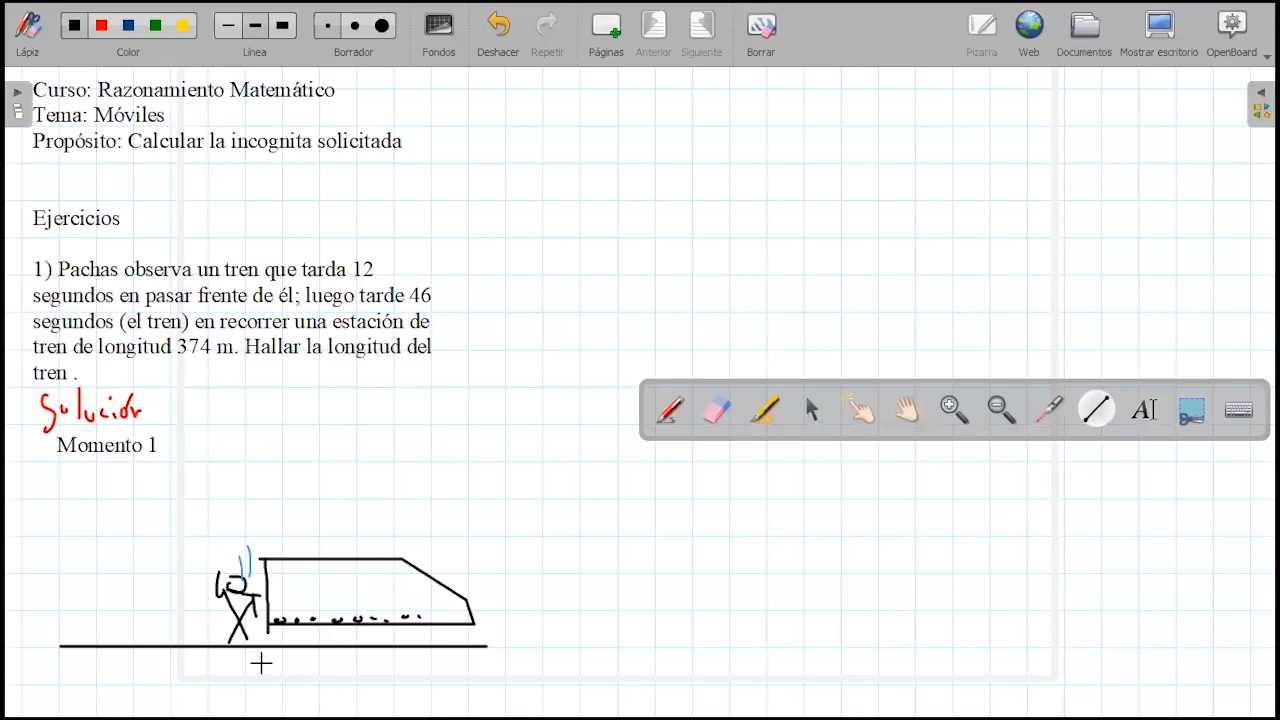 Lápiz
Color
Línea
Borrador
Fondos
Deshacer
Repetir
Páginas
Anterior
Siguiente
Borrar
Pizarra
Web
Documentos
Mostrar escritorio
OpenBoard
Curso: Razonamiento Matemático
Tema: Móviles
Propósito: Calcular la incognita solicitada
Ejercicios
1) Pachas observa un tren que tarda 12
segundos en pasar frente de él; luego tarde 46
segundos (el tren) en recorrer una estación de
tren de longitud 374 m. Hallar la longitud del
tren .
Solución
Momento 1